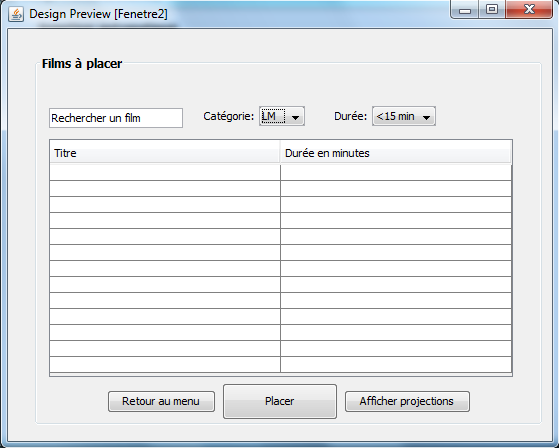 Design Preview [Fenetre2]
Films à placer
Rechercher un film Catégorie: LM Durée: <15 min
Titre Durée en minutes
Retour au menu Placer Afficher projections